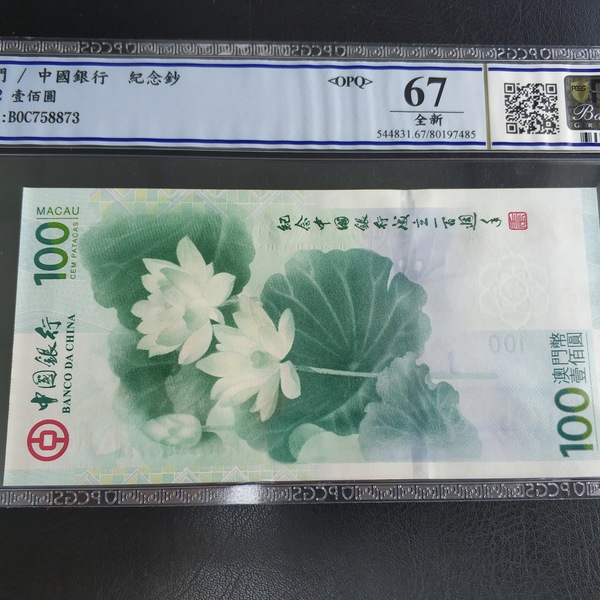 門 / 中國銀行 紀念鈔
2 壹佰圓
:B0C758873
<OPQ>
67
全新
544831.67/80197485
PCGS
MACAU
100
CEM PATACAS
紀念中國銀行成立一百週年
中國銀行
BANCO DA CHINA
100
100
澳門幣
壹佰圓